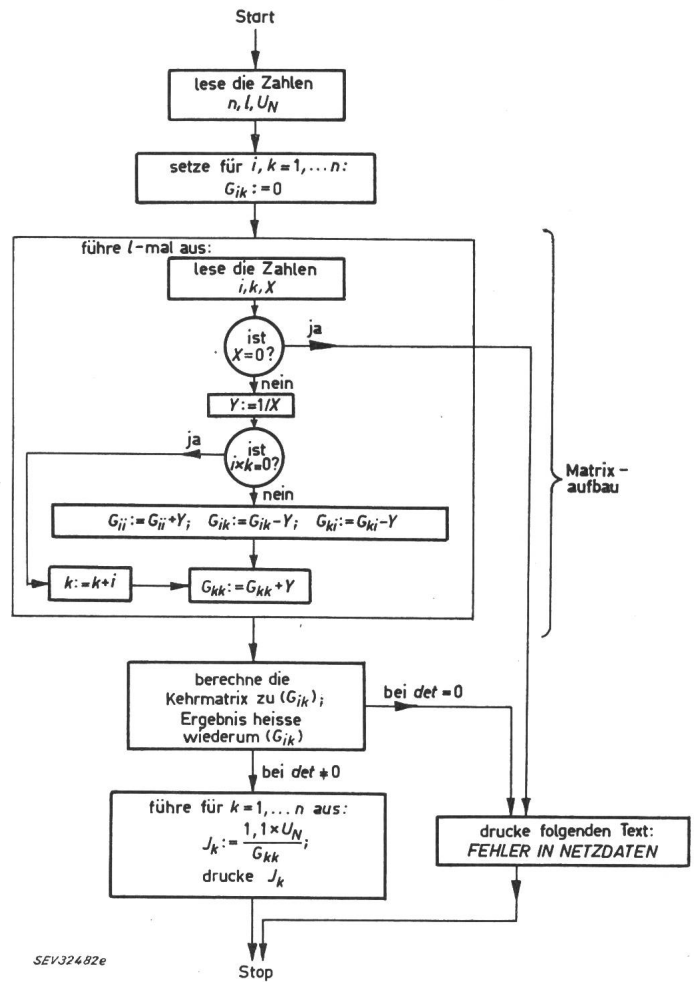 Start
lese die Zahlen
n, l, U_N
setze für i, k = 1, ... n:
G_ik := 0
führe l-mal aus:
lese die Zahlen
i, k, X
ist
X=0?
ja
nein
Y:=1/X
ja
ist
i×k=0?
nein
G_ii := G_ii + Y; G_ik := G_ik − Y; G_ki := G_ki − Y
k:=k+i
G_kk := G_kk + Y
Matrix-
aufbau
berechne die
Kehrmatrix zu (G_ik);
Ergebnis heisse
wiederum (G_ik)
bei det = 0
bei det ≠ 0
führe für k = 1, ... n aus:
J_k := 1,1 × U_N / G_kk;
drucke J_k
drucke folgenden Text:
FEHLER IN NETZDATEN
SEV32482e
Stop